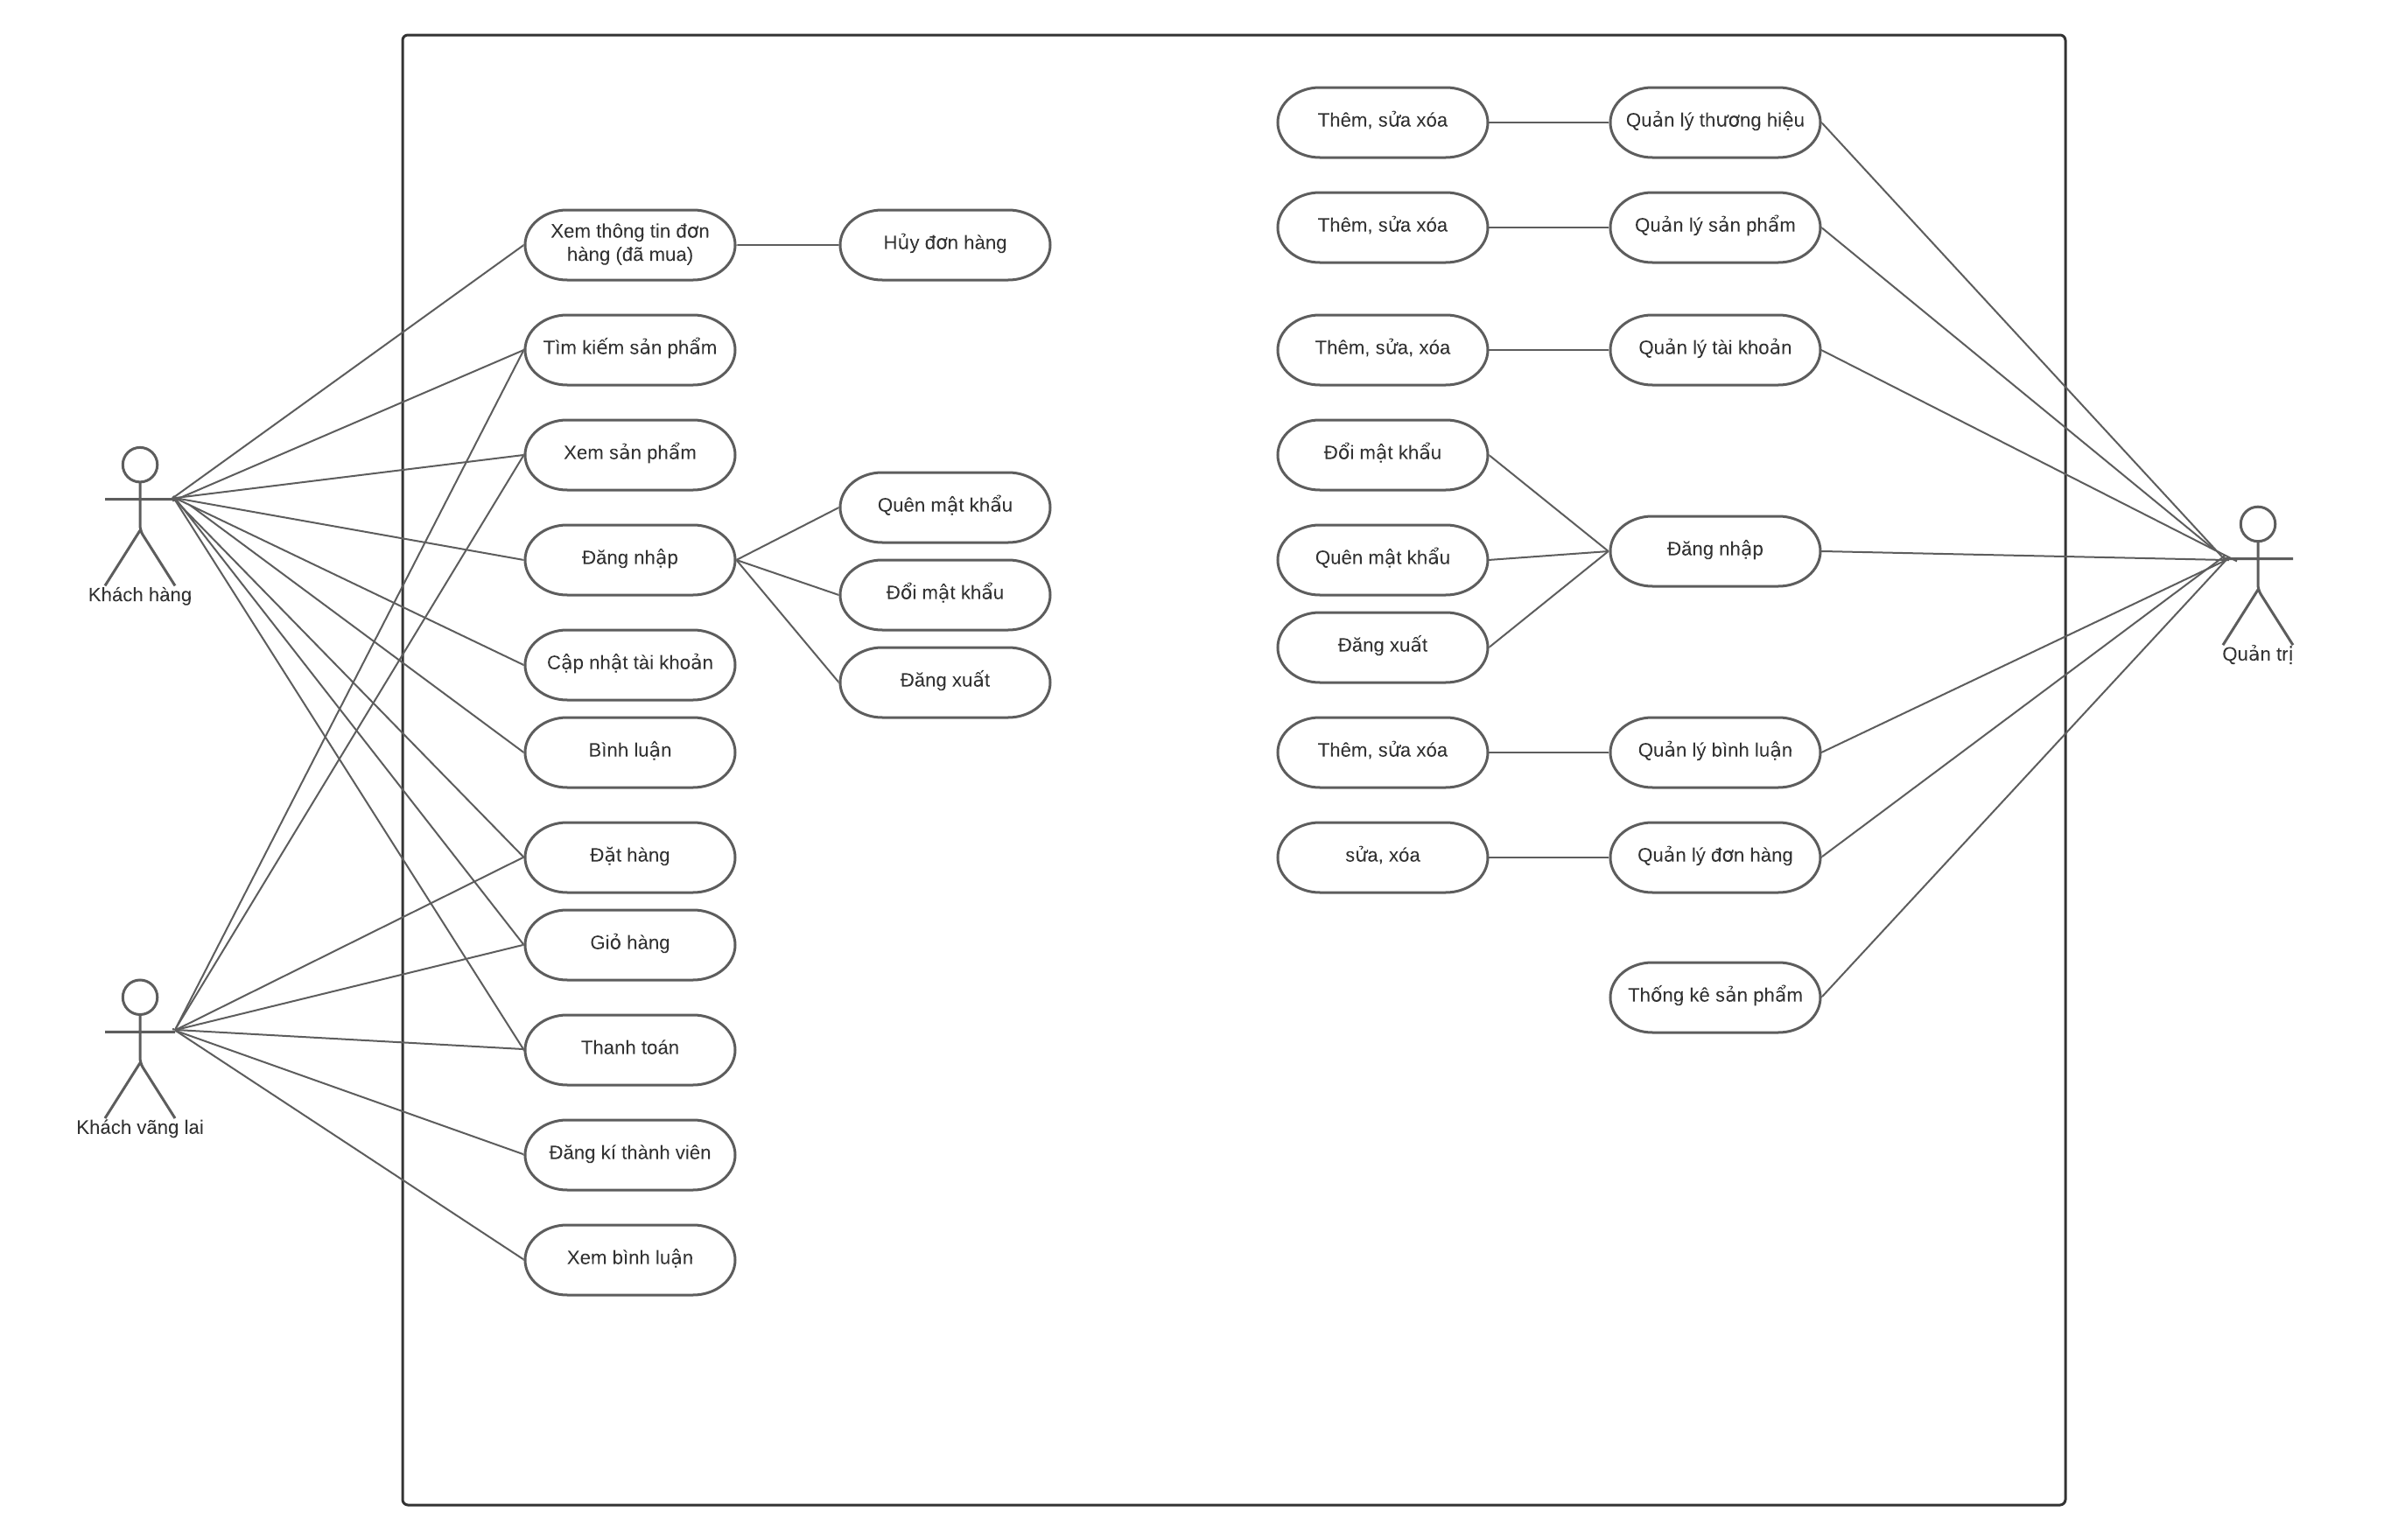 Thêm, sửa xóa
Quản lý thương hiệu
Xem thông tin đơn
hàng (đã mua)
Hủy đơn hàng
Thêm, sửa xóa
Quản lý sản phẩm
Tìm kiếm sản phẩm
Thêm, sửa, xóa
Quản lý tài khoản
Xem sản phẩm
Đổi mật khẩu
Quên mật khẩu
Đăng nhập
Quên mật khẩu
Đăng nhập
Khách hàng
Đổi mật khẩu
Đăng xuất
Quản trị
Cập nhật tài khoản
Đăng xuất
Bình luận
Thêm, sửa xóa
Quản lý bình luận
Đặt hàng
sửa, xóa
Quản lý đơn hàng
Giỏ hàng
Thống kê sản phẩm
Thanh toán
Khách vãng lai
Đăng kí thành viên
Xem bình luận